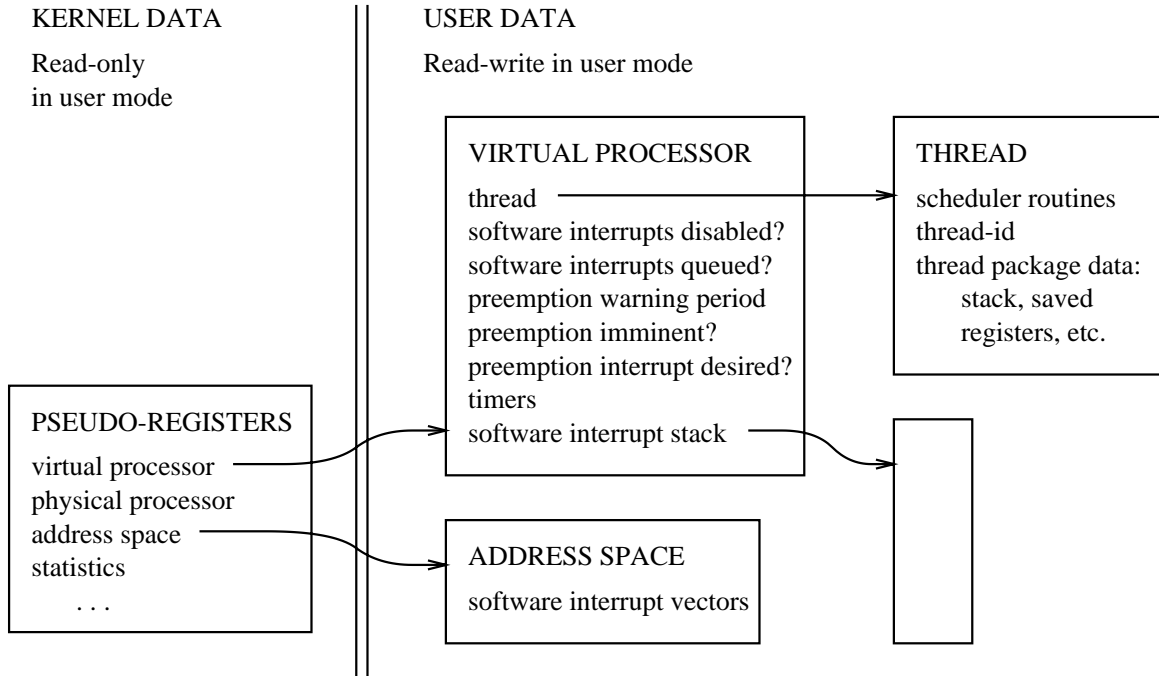 KERNEL DATA
Read-only
in user mode
USER DATA
Read-write in user mode
VIRTUAL PROCESSOR
thread
software interrupts disabled?
software interrupts queued?
preemption warning period
preemption imminent?
preemption interrupt desired?
timers
software interrupt stack
THREAD
scheduler routines
thread-id
thread package data:
stack, saved
registers, etc.
PSEUDO-REGISTERS
virtual processor
physical processor
address space
statistics
. . .
ADDRESS SPACE
software interrupt vectors